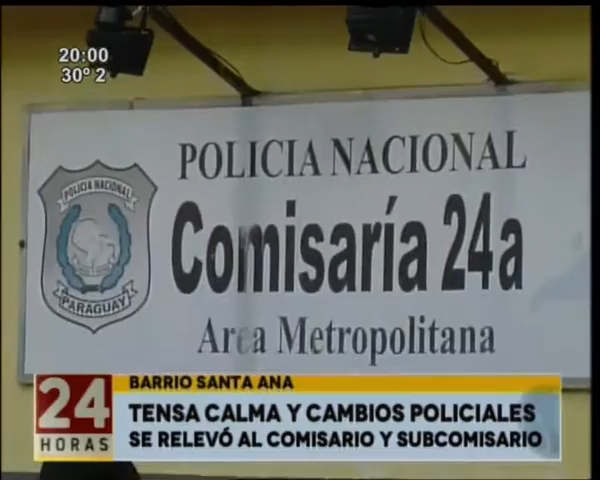 20:00
30° 2
POLICIA NACIONAL
Comisaría 24a
Area Metropolitana
POLICIA NACIONAL
PARAGUAY
24
HORAS
BARRIO SANTA ANA
TENSA CALMA Y CAMBIOS POLICIALES
SE RELEVÓ AL COMISARIO Y SUBCOMISARIO